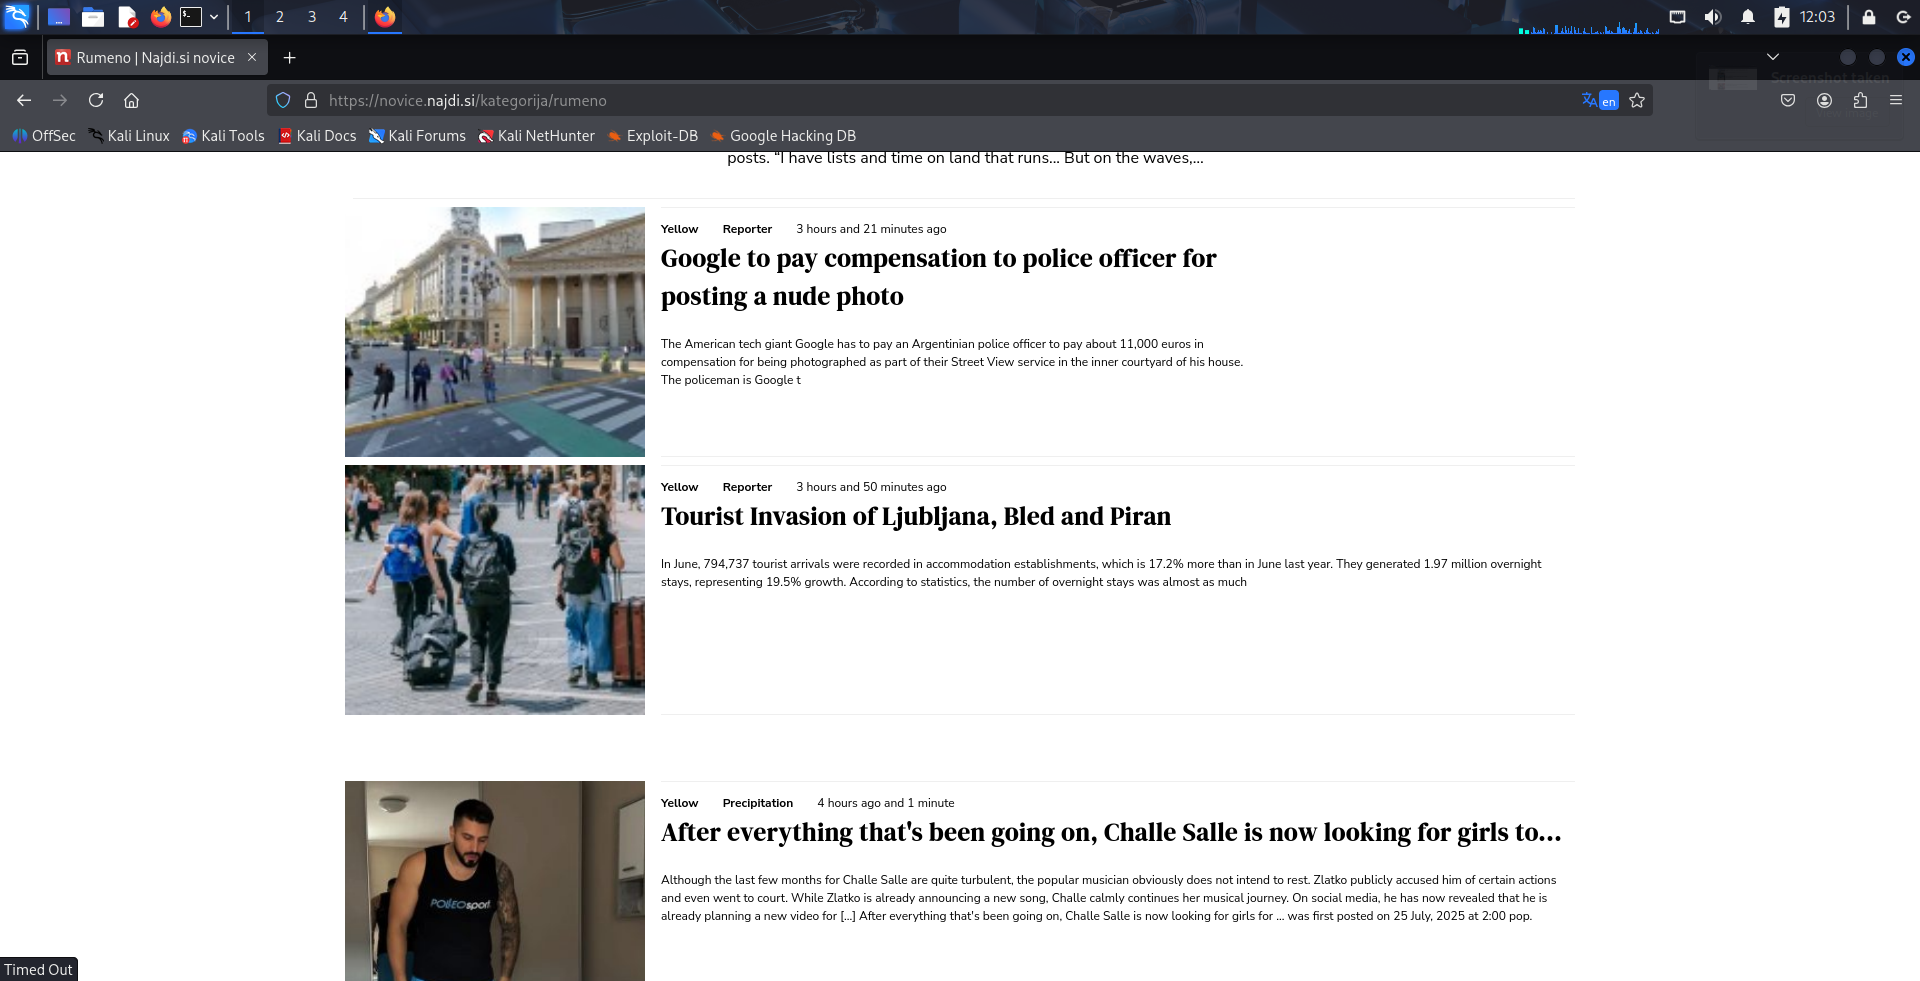 1 2 3 4 12:03
Rumeno | Najdi.si novice
Screenshot taken
https://novice.najdi.si/kategorija/rumeno
en
OffSec Kali Linux Kali Tools Kali Docs Kali Forums Kali NetHunter Exploit-DB Google Hacking DB
posts. “I have lists and time on land that runs... But on the waves,...
Yellow Reporter 3 hours and 21 minutes ago
Google to pay compensation to police officer for
posting a nude photo
The American tech giant Google has to pay an Argentinian police officer to pay about 11,000 euros in
compensation for being photographed as part of their Street View service in the inner courtyard of his house.
The policeman is Google t
Yellow Reporter 3 hours and 50 minutes ago
Tourist Invasion of Ljubljana, Bled and Piran
In June, 794,737 tourist arrivals were recorded in accommodation establishments, which is 17.2% more than in June last year. They generated 1.97 million overnight
stays, representing 19.5% growth. According to statistics, the number of overnight stays was almost as much
Yellow Precipitation 4 hours ago and 1 minute
After everything that's been going on, Challe Salle is now looking for girls to...
Although the last few months for Challe Salle are quite turbulent, the popular musician obviously does not intend to rest. Zlatko publicly accused him of certain actions
and even went to court. While Zlatko is already announcing a new song, Challe calmly continues her musical journey. On social media, he has now revealed that he is
already planning a new video for [...] After everything that's been going on, Challe Salle is now looking for girls for ... was first posted on 25 July, 2025 at 2:00 pop.
POLLEOsport
Timed Out